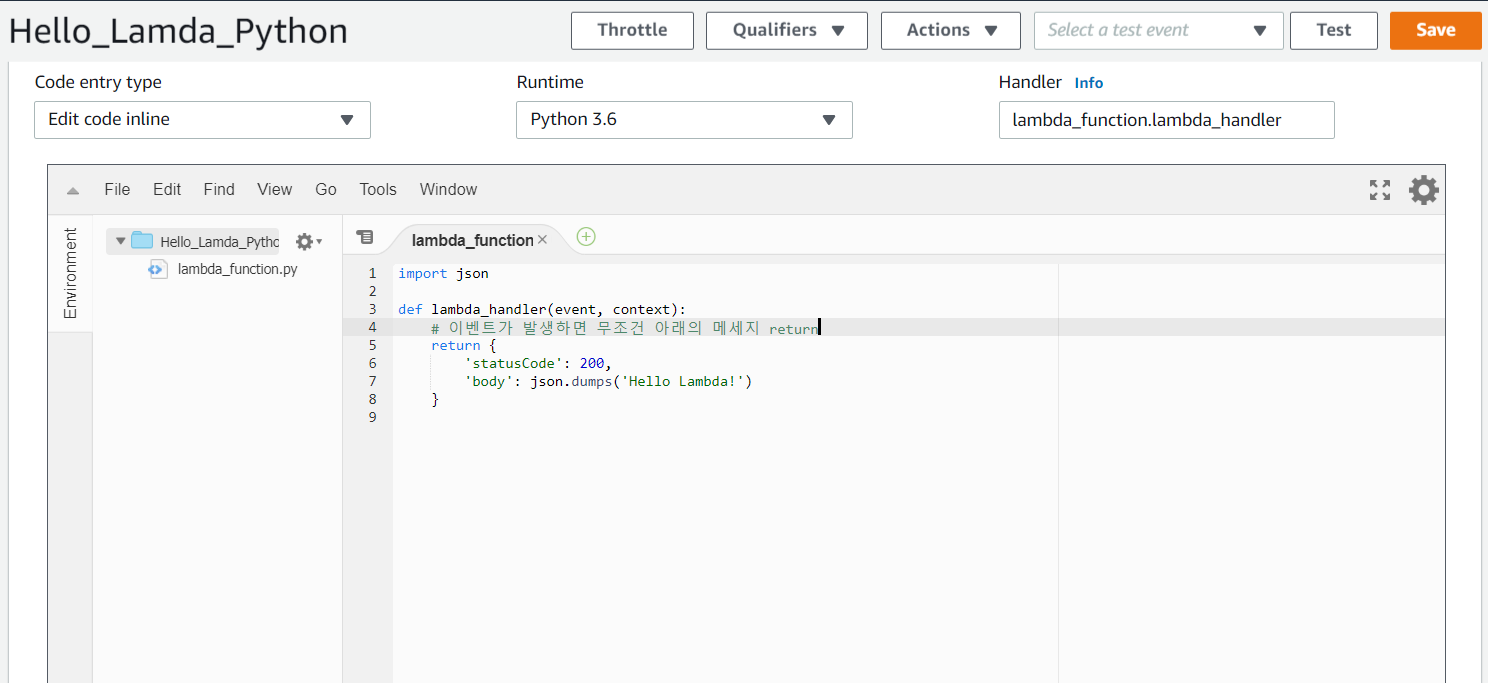 Hello_Lamda_Python
Throttle
Qualifiers
Actions
Select a test event
Test
Save
Code entry type
Runtime
Handler Info
Edit code inline
Python 3.6
lambda_function.lambda_handler
File Edit Find View Go Tools Window
Environment
Hello_Lamda_Pytho
lambda_function.py
lambda_function
1 import json
2
3 def lambda_handler(event, context):
4 # 이벤트가 발생하면 무조건 아래의 메세지 return
5 return {
6 'statusCode': 200,
7 'body': json.dumps('Hello Lambda!')
8 }
9